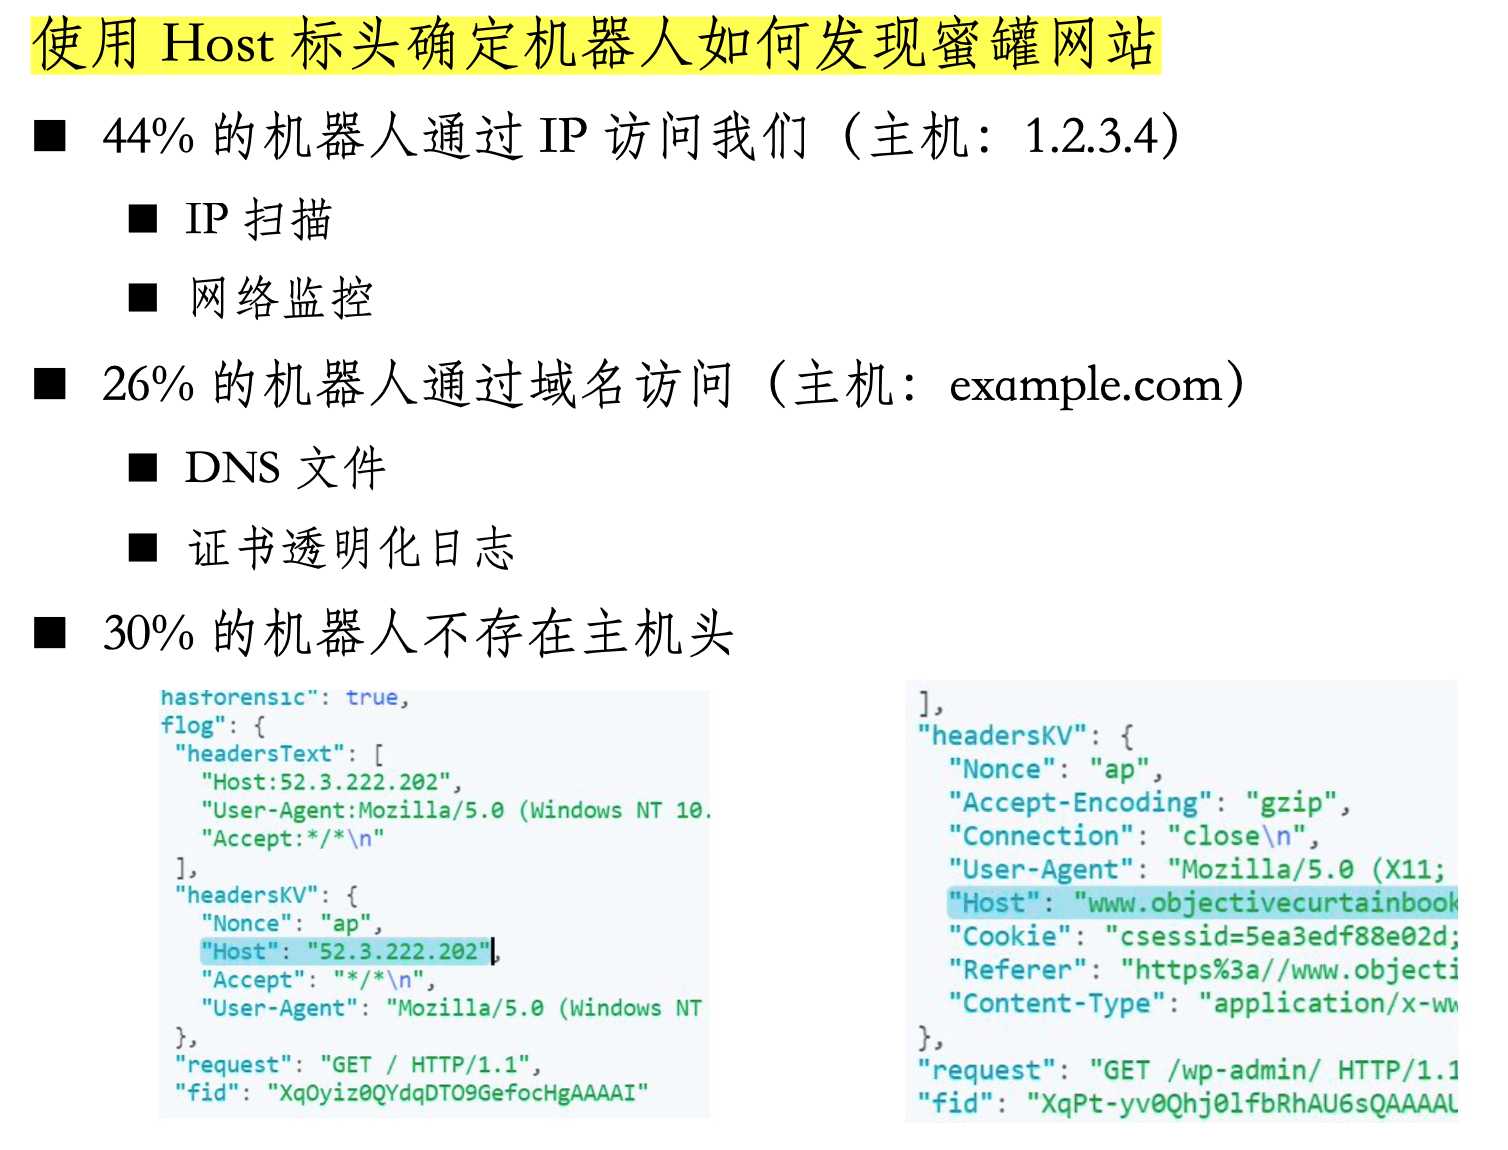 使用 Host 标头确定机器人如何发现蜜罐网站
■ 44% 的机器人通过 IP 访问我们（主机：1.2.3.4）
■ IP 扫描
■ 网络监控
■ 26% 的机器人通过域名访问（主机：example.com）
■ DNS 文件
■ 证书透明化日志
■ 30% 的机器人不存在主机头
hasforensic": true,
flog": {
"headersText": [
"Host:52.3.222.202",
"User-Agent:Mozilla/5.0 (Windows NT 10.
"Accept:*/*\n"
],
"headersKV": {
"Nonce": "ap",
"Host": "52.3.222.202",
"Accept": "*/*\n",
"User-Agent": "Mozilla/5.0 (Windows NT
},
"request": "GET / HTTP/1.1",
"fid": "XqOyiz0QYdqDTO9GefocHgAAAAI"
],
"headersKV": {
"Nonce": "ap",
"Accept-Encoding": "gzip",
"Connection": "close\n",
"User-Agent": "Mozilla/5.0 (X11;
"Host": "www.objectivecurtainbook
"Cookie": "csessid=5ea3edf88e02d;
"Referer": "https%3a//www.objecti
"Content-Type": "application/x-ww
},
"request": "GET /wp-admin/ HTTP/1.1
"fid": "XqPt-yv0Qhj0lfbRhAU6sQAAAAU